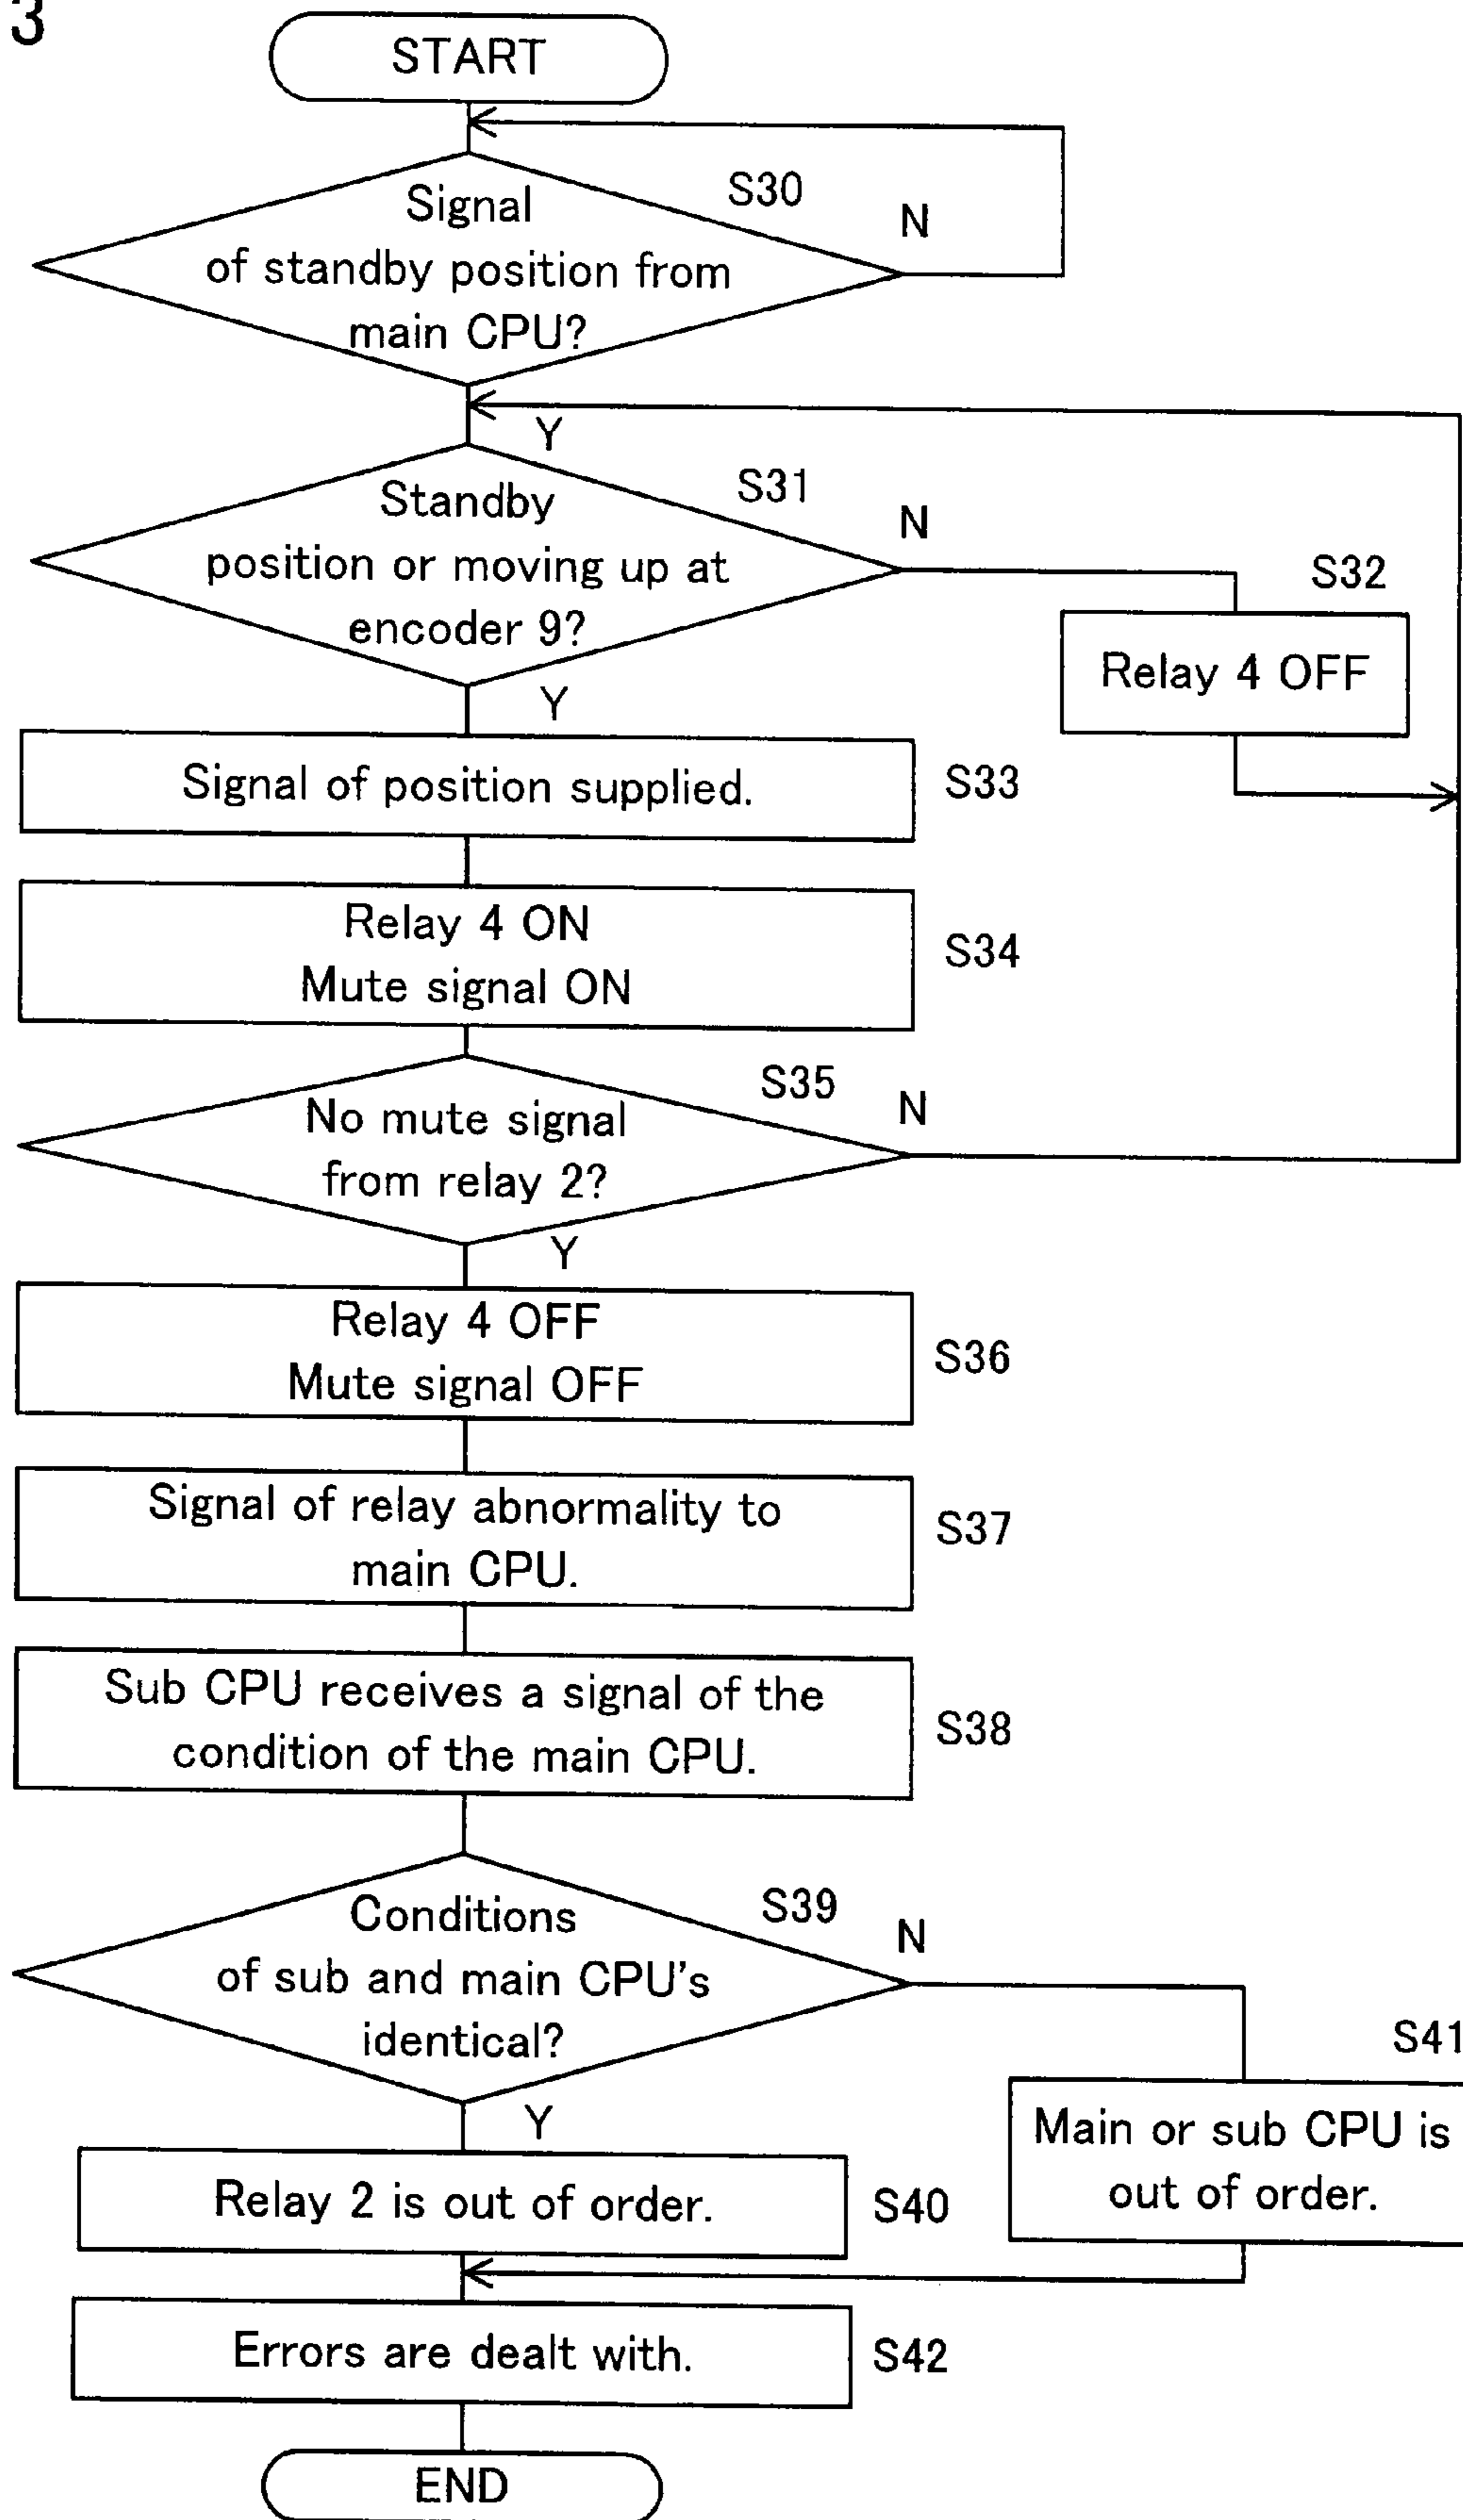 3
START
S30
N
Signal
of standby position from
main CPU?
Y
S31
N
Standby
position or moving up at
encoder 9?
S32
Relay 4 OFF
Y
Signal of position supplied.
S33
Relay 4 ON
Mute signal ON
S34
S35
N
No mute signal
from relay 2?
Y
Relay 4 OFF
Mute signal OFF
S36
Signal of relay abnormality to
main CPU.
S37
Sub CPU receives a signal of the
condition of the main CPU.
S38
S39
N
Conditions
of sub and main CPU's
identical?
S41
Main or sub CPU is
out of order.
Y
Relay 2 is out of order.
S40
Errors are dealt with.
S42
END